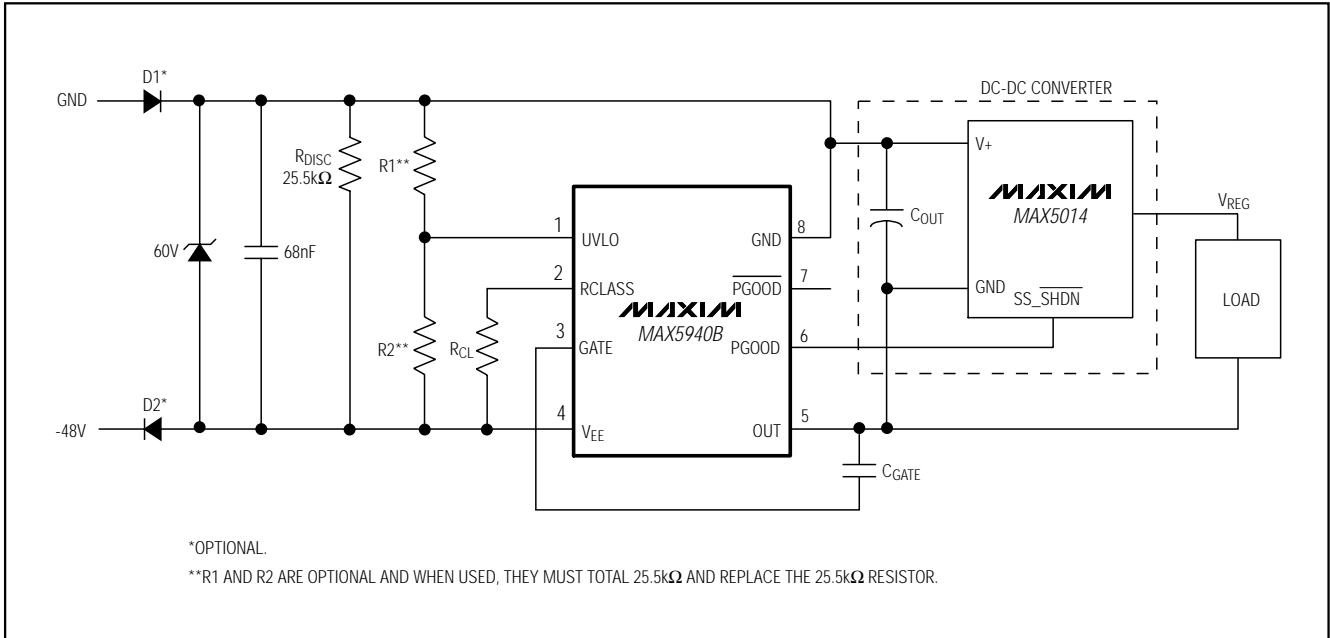 D1*
GND
DC-DC CONVERTER
V+
RDISC
25.5kΩ
R1**
MAXIM
MAX5014
VREG
COUT
60V
68nF
1
UVLO
GND
8
2
RCLASS
PGOOD
7
GND
SS_SHDN
LOAD
MAXIM
MAX5940B
3
GATE
PGOOD
6
R2**
RCL
D2*
-48V
4
VEE
OUT
5
CGATE
*OPTIONAL.
**R1 AND R2 ARE OPTIONAL AND WHEN USED, THEY MUST TOTAL 25.5kΩ AND REPLACE THE 25.5kΩ RESISTOR.